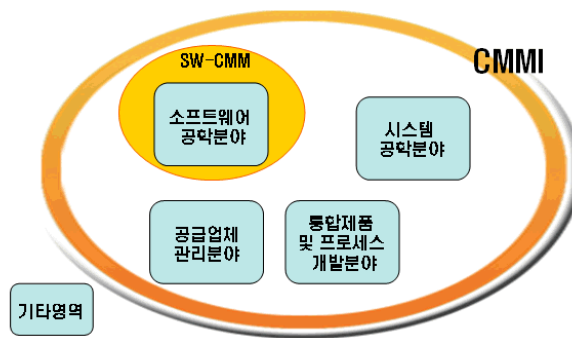 SW-CMM
CMMI
소프트웨어
공학분야
시스템
공학분야
공급업체
관리분야
통합제품
및 프로세스
개발분야
기타영역